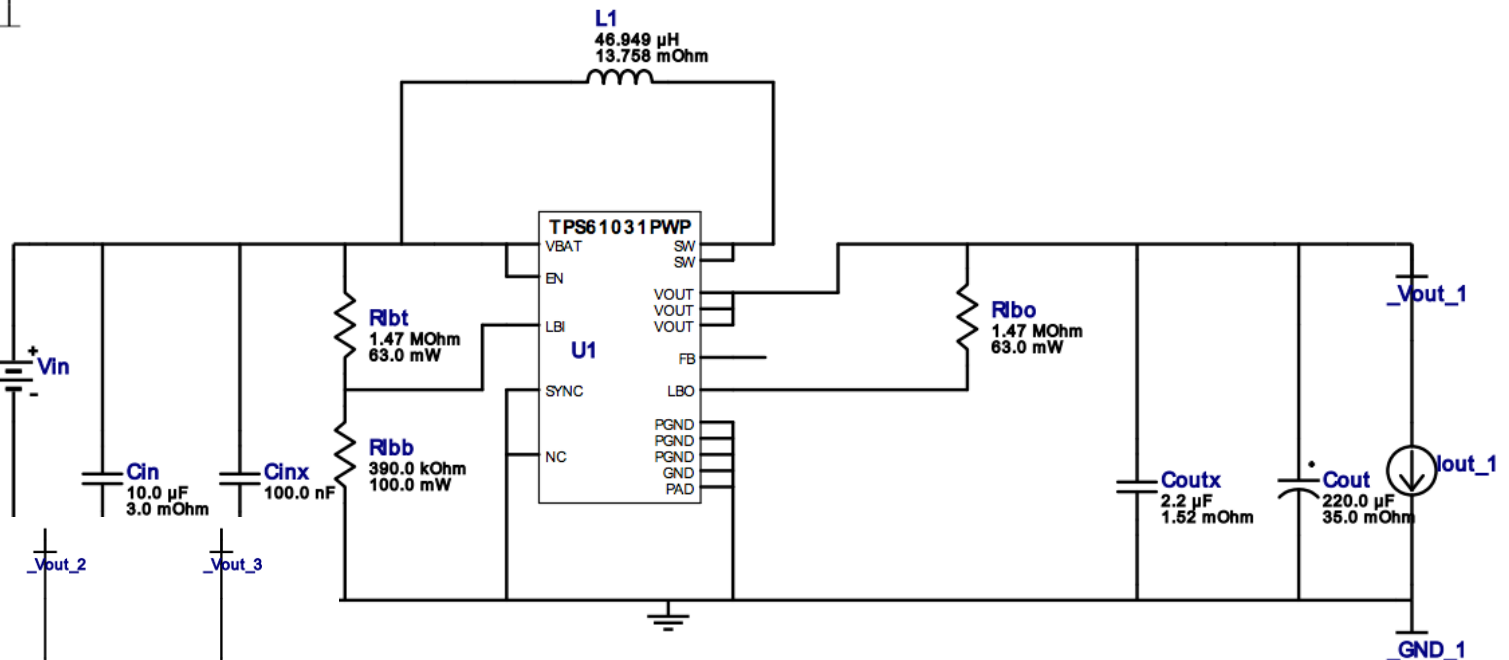 L1
46.949 µH
13.758 mOhm
TPS61031PWP
VBAT
SW
SW
EN
VOUT
VOUT
VOUT
LBI
U1
FB
SYNC
LBO
PGND
PGND
PGND
NC
GND
PAD
Vin
Rlbt
1.47 MOhm
63.0 mW
Rlbo
1.47 MOhm
63.0 mW
_Vout_1
Rlbb
390.0 kOhm
100.0 mW
Cin
10.0 µF
3.0 mOhm
Cinx
100.0 nF
Coutx
2.2 µF
1.52 mOhm
Cout
220.0 µF
35.0 mOhm
Iout_1
_Vout_2
_Vout_3
_GND_1